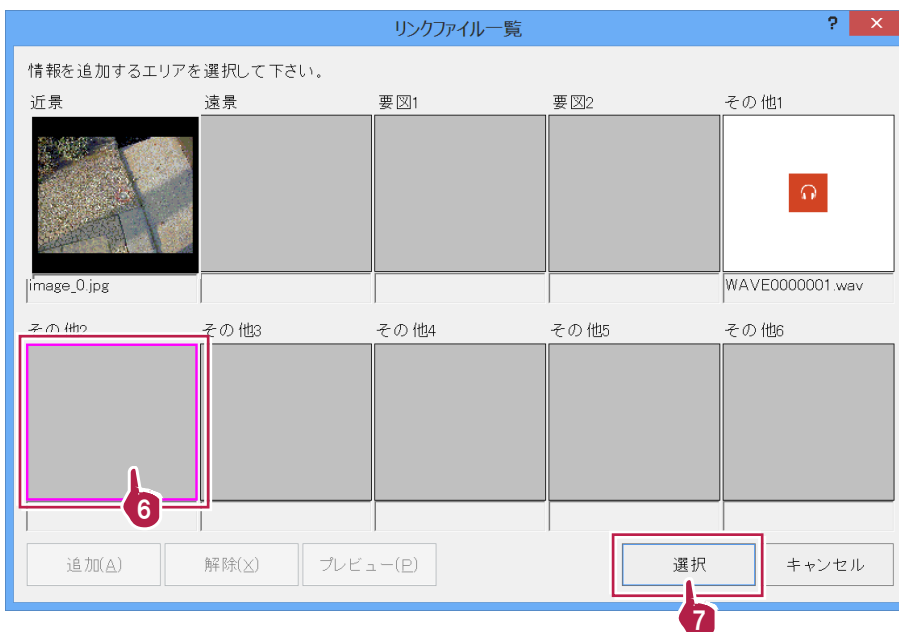 リンクファイル一覧
?
×
情報を追加するエリアを選択して下さい。
近景 遠景 要図1 要図2 その他1
image_0.jpg WAVE0000001.wav
その他2 その他3 その他4 その他5 その他6
6
追加(A) 解除(X) プレビュー(P) 選択 キャンセル
7